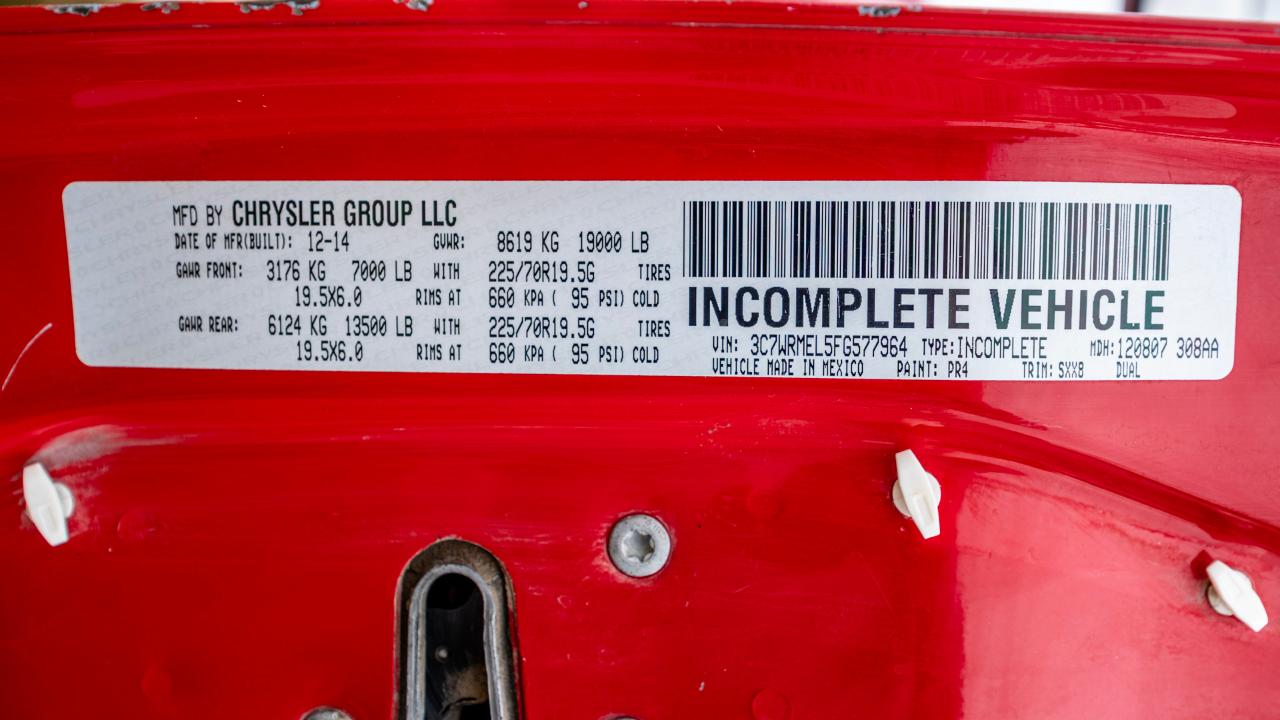 MFD BY CHRYSLER GROUP LLC
DATE OF MFR(BUILT): 12-14 GVWR: 8619 KG 19000 LB
GAWR FRONT: 3176 KG 7000 LB WITH 225/70R19.5G TIRES
19.5X6.0 RIMS AT 660 KPA ( 95 PSI) COLD
GAWR REAR: 6124 KG 13500 LB WITH 225/70R19.5G TIRES
19.5X6.0 RIMS AT 660 KPA ( 95 PSI) COLD
INCOMPLETE VEHICLE
VIN: 3C7WRMEL5FG577964 TYPE:INCOMPLETE MDH:120807 308AA
VEHICLE MADE IN MEXICO PAINT: PR4 TRIM: SXX8 DUAL